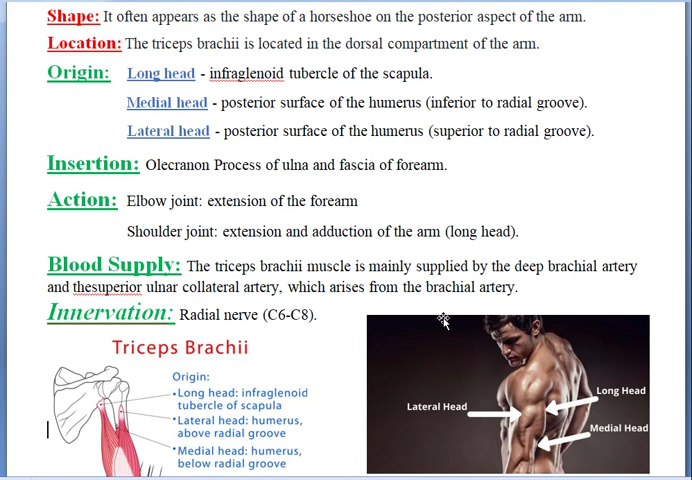 Shape: It often appears as the shape of a horseshoe on the posterior aspect of the arm.
Location: The triceps brachii is located in the dorsal compartment of the arm.
Origin: Long head - infraglenoid tubercle of the scapula.
Medial head - posterior surface of the humerus (inferior to radial groove).
Lateral head - posterior surface of the humerus (superior to radial groove).
Insertion: Olecranon Process of ulna and fascia of forearm.
Action: Elbow joint: extension of the forearm
Shoulder joint: extension and adduction of the arm (long head).
Blood Supply: The triceps brachii muscle is mainly supplied by the deep brachial artery
and thesuperior ulnar collateral artery, which arises from the brachial artery.
Innervation: Radial nerve (C6-C8).
Triceps Brachii
Origin:
•Long head: infraglenoid
tubercle of scapula
•Lateral head: humerus,
above radial groove
•Medial head: humerus,
below radial groove
Long Head
Lateral Head
Medial Head